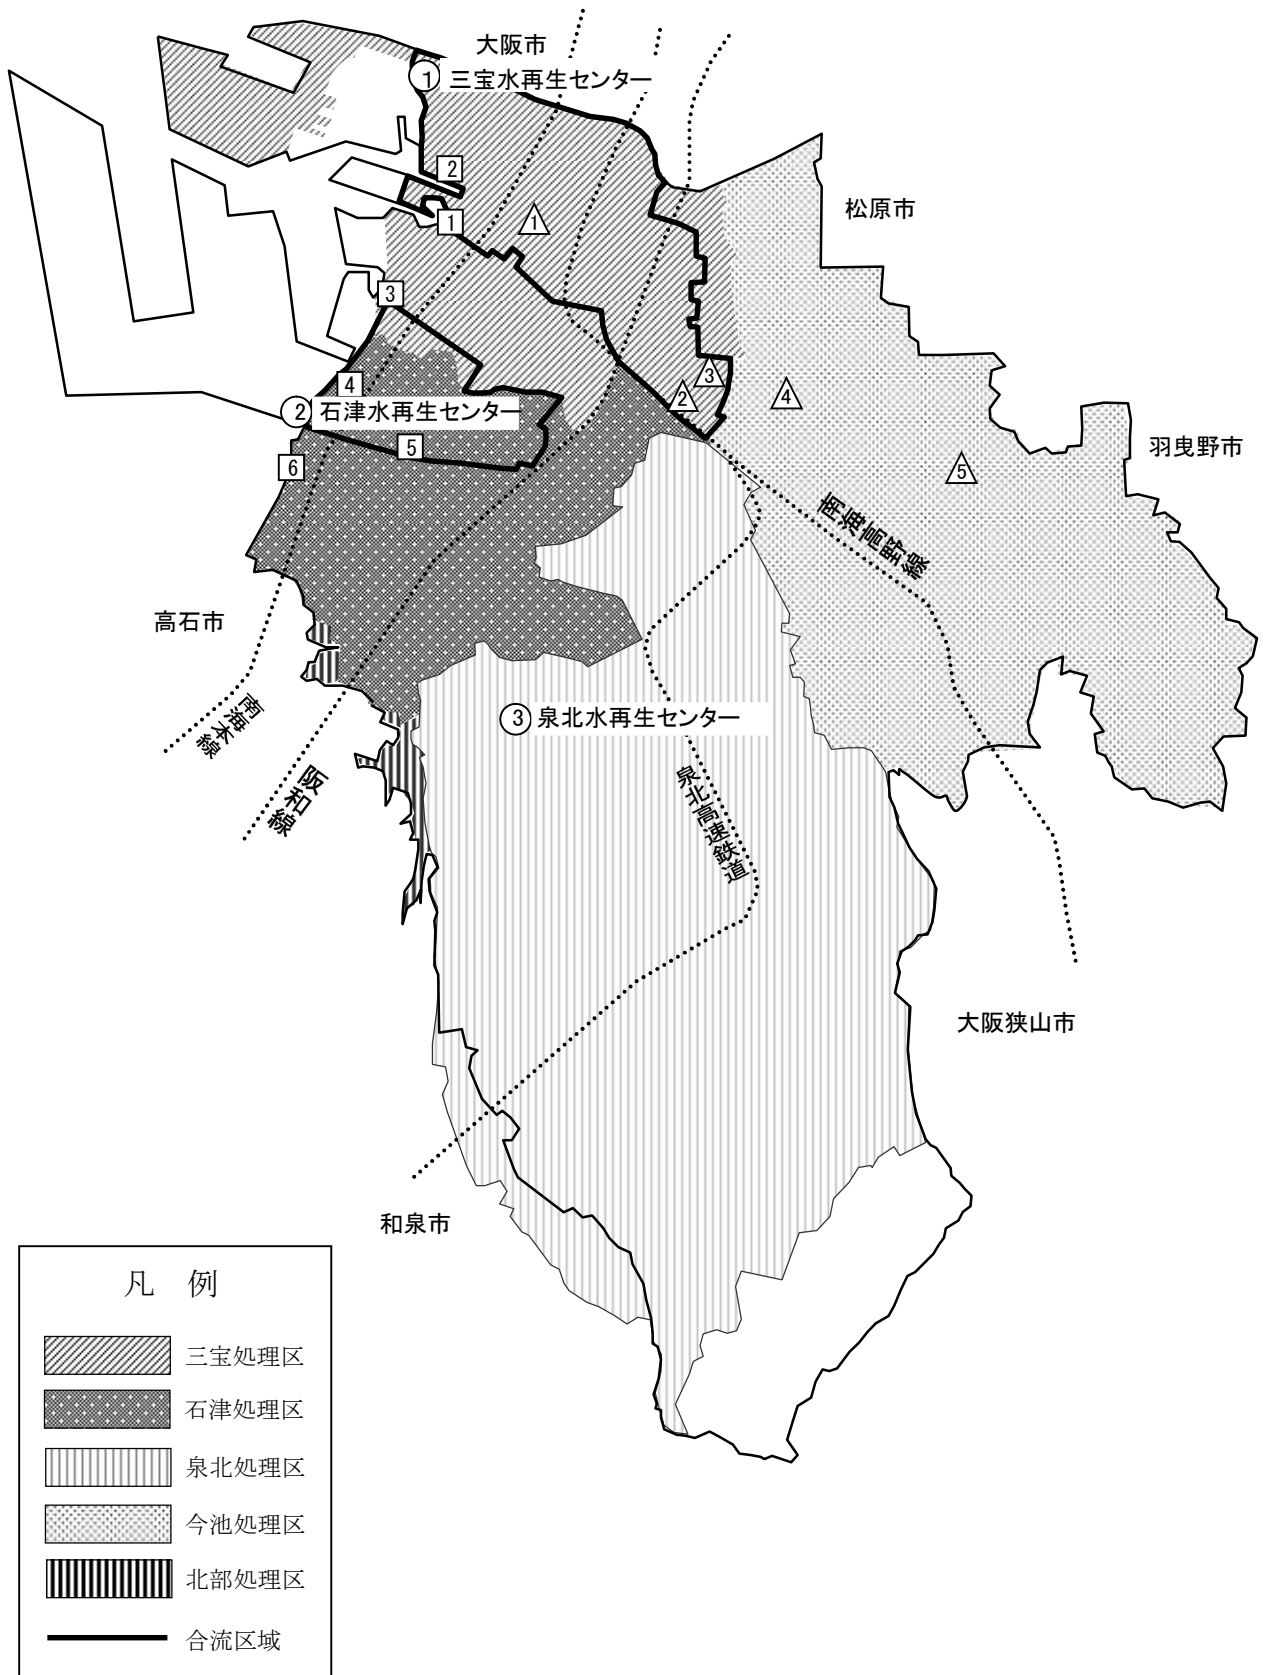 大阪市
① 三宝水再生センター
2
1
1
松原市
3
4
② 石津水再生センター
5
6
3
2
4
5
羽曳野市
南海高野線
高石市
南海本線
阪和線
③ 泉北水再生センター
泉北高速鉄道
大阪狭山市
和泉市
凡 例
三宝処理区
石津処理区
泉北処理区
今池処理区
北部処理区
合流区域